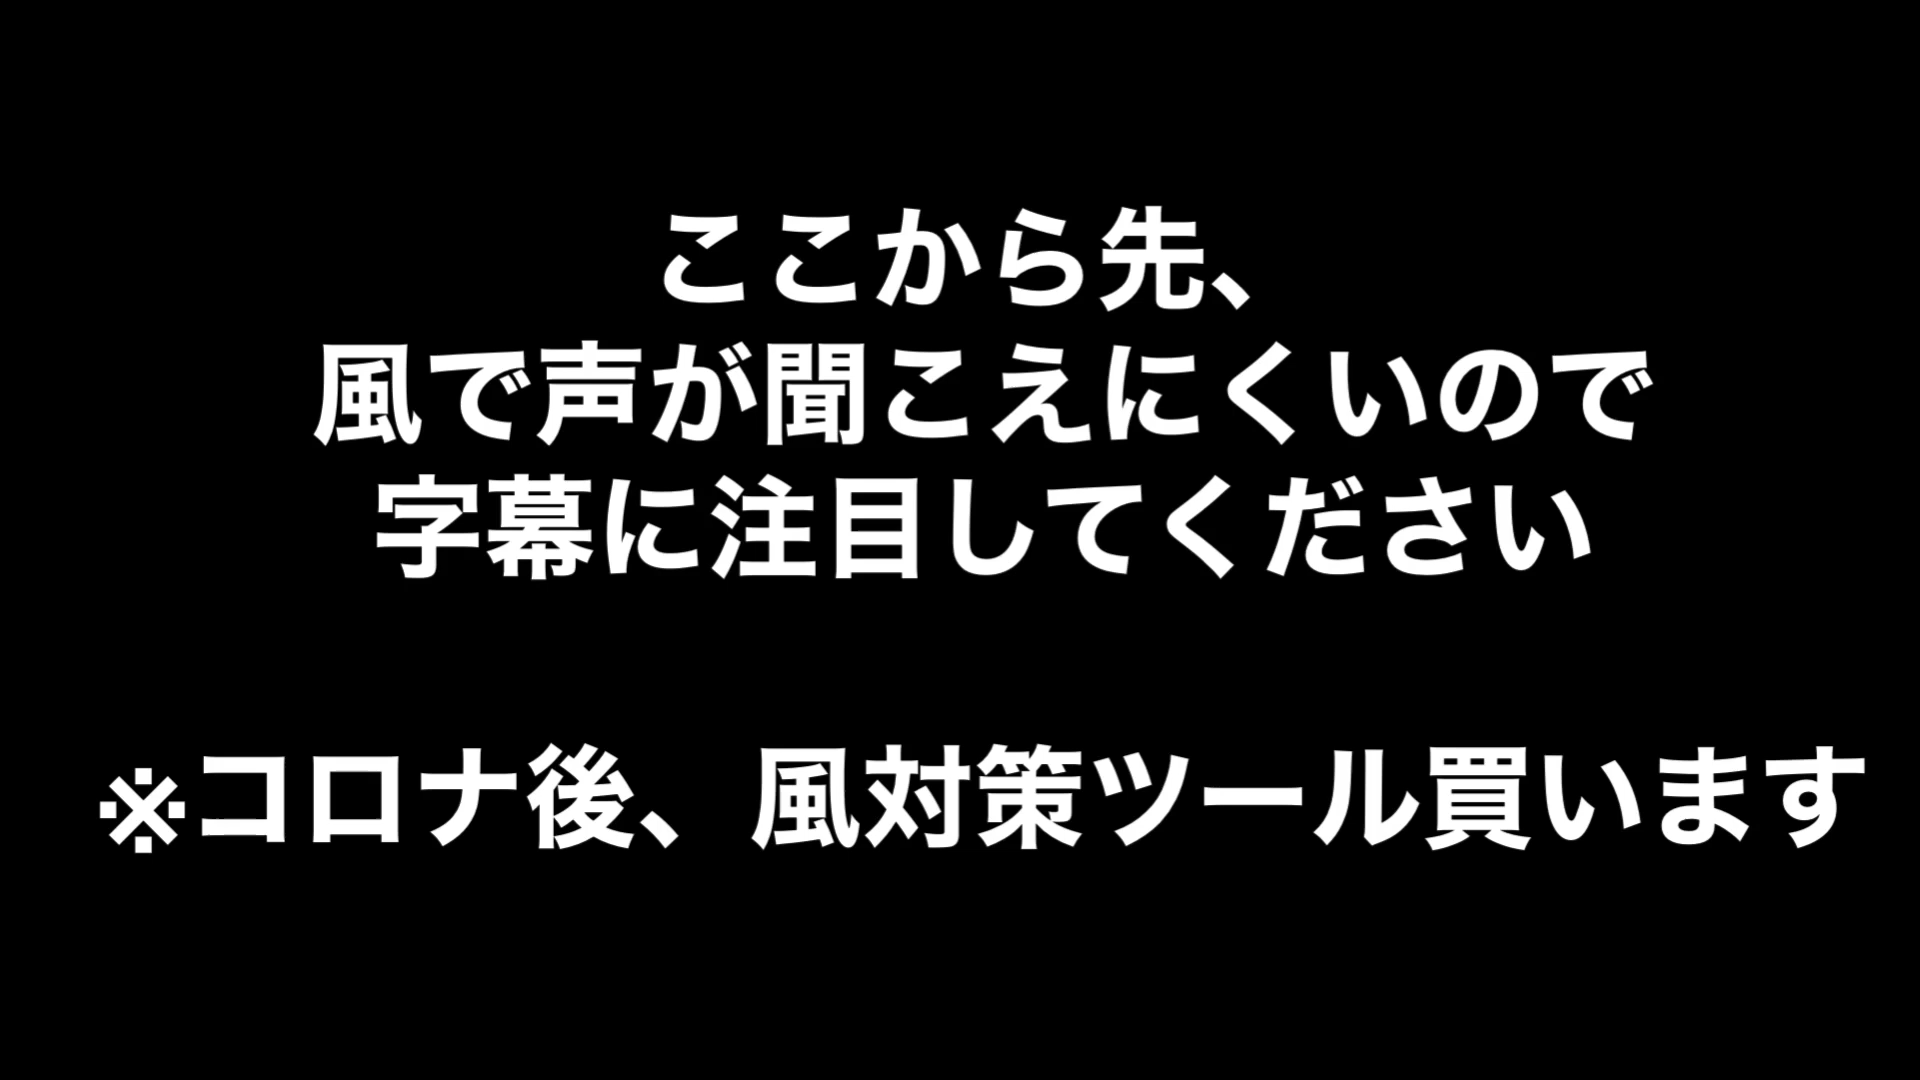 ここから先、
風で声が聞こえにくいので
字幕に注目してください
※コロナ後、風対策ツール買います